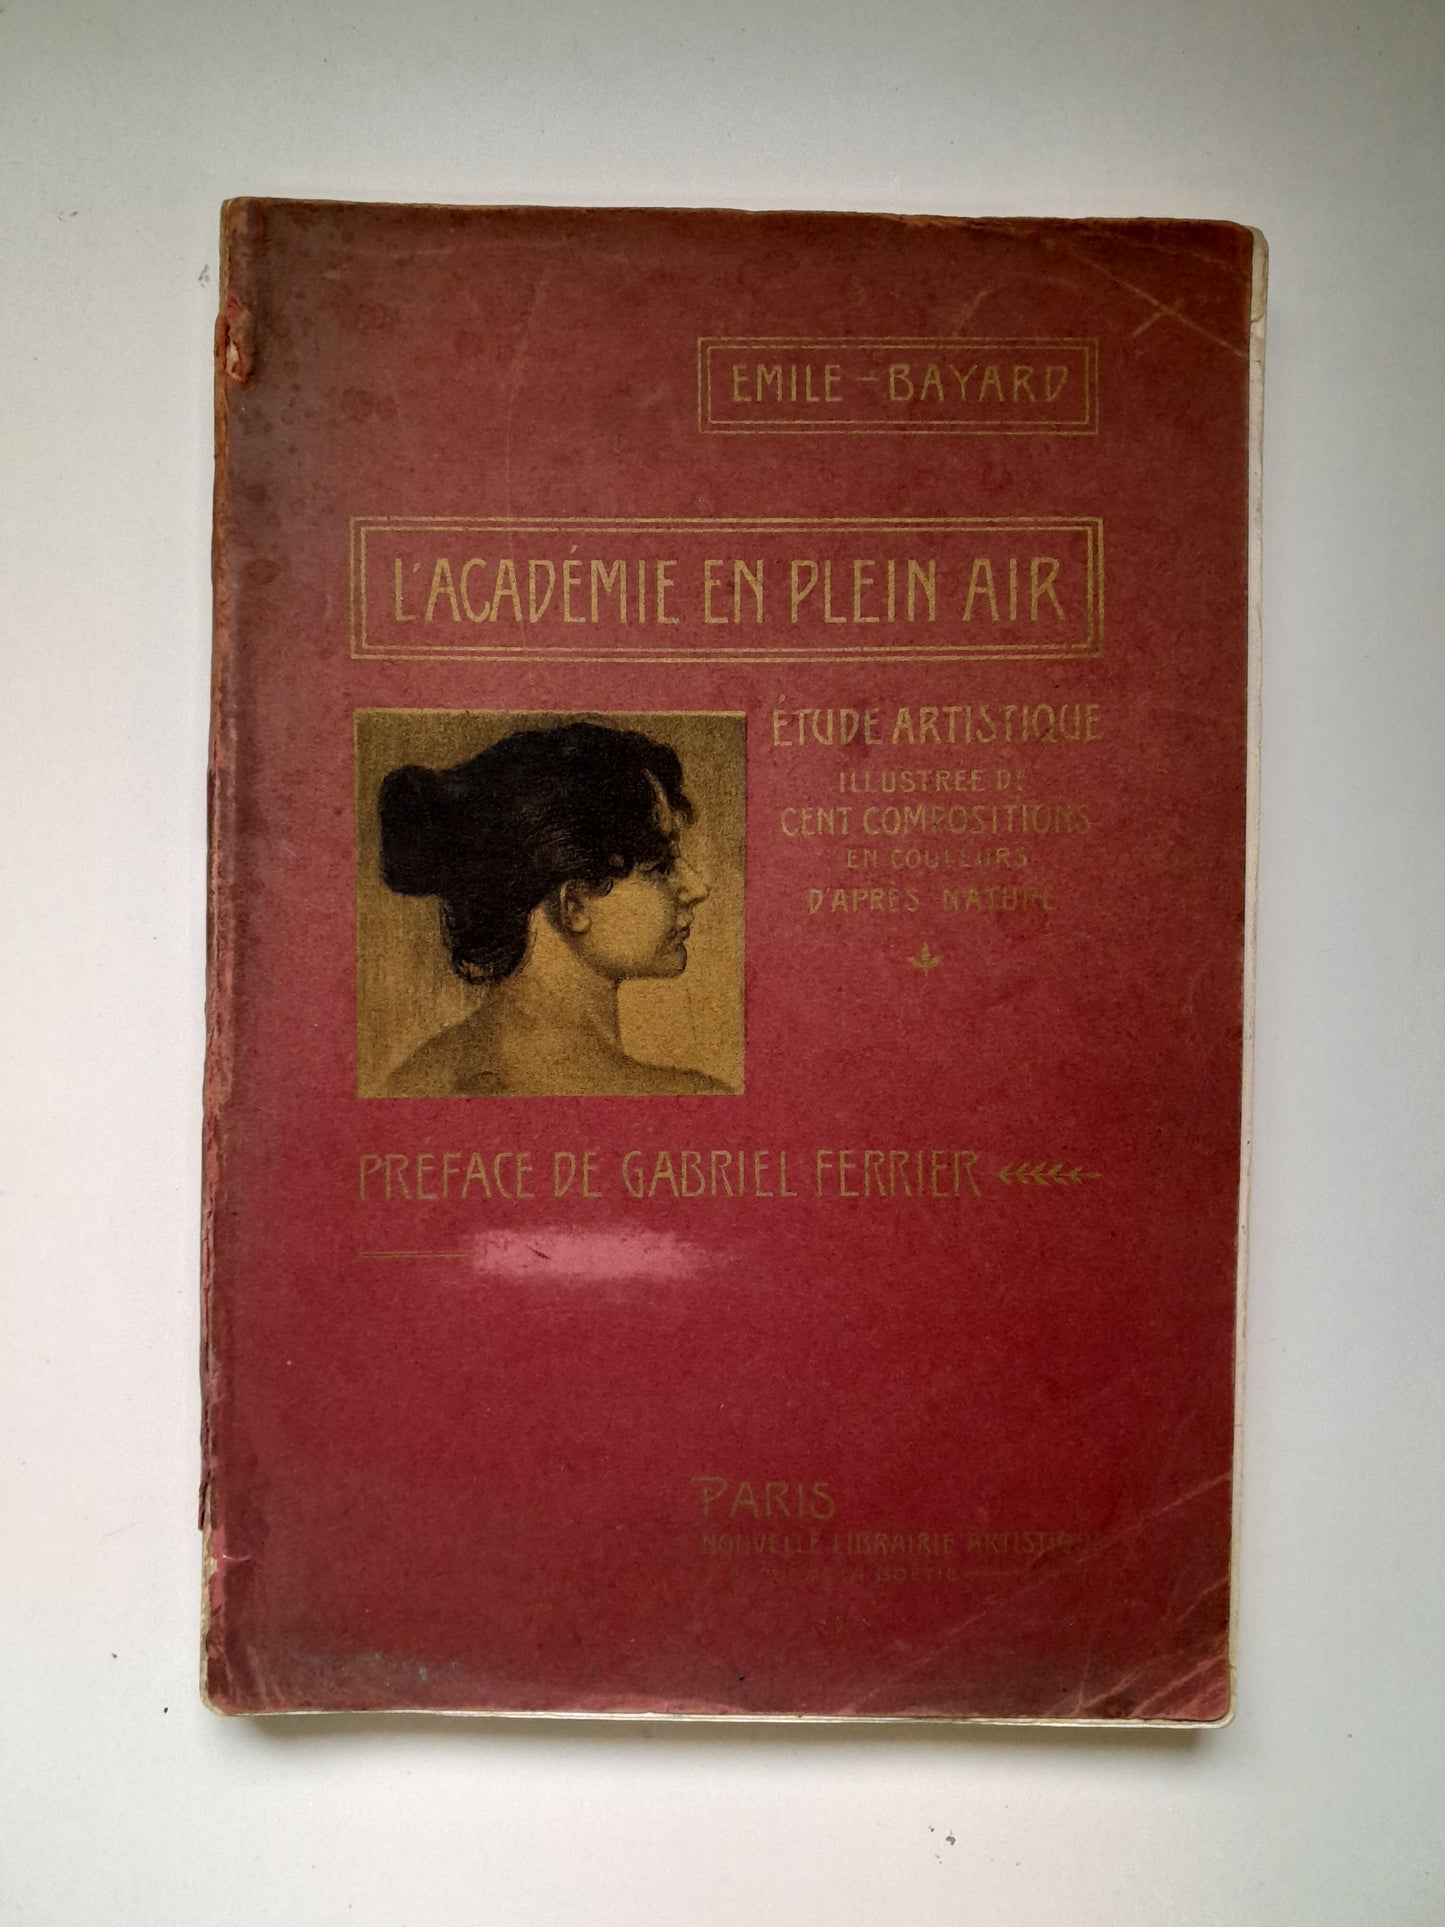 EMILE-BAYARD
L'ACADÉMIE EN PLEIN AIR
ÉTUDE ARTISTIQUE
ILLUSTRÉE DE
CENT COMPOSITIONS
EN COULEURS
D'APRÈS NATURE
PRÉFACE DE GABRIEL FERRIER
PARIS
NOUVELLE LIBRAIRIE ARTISTIQUE
BOETIE